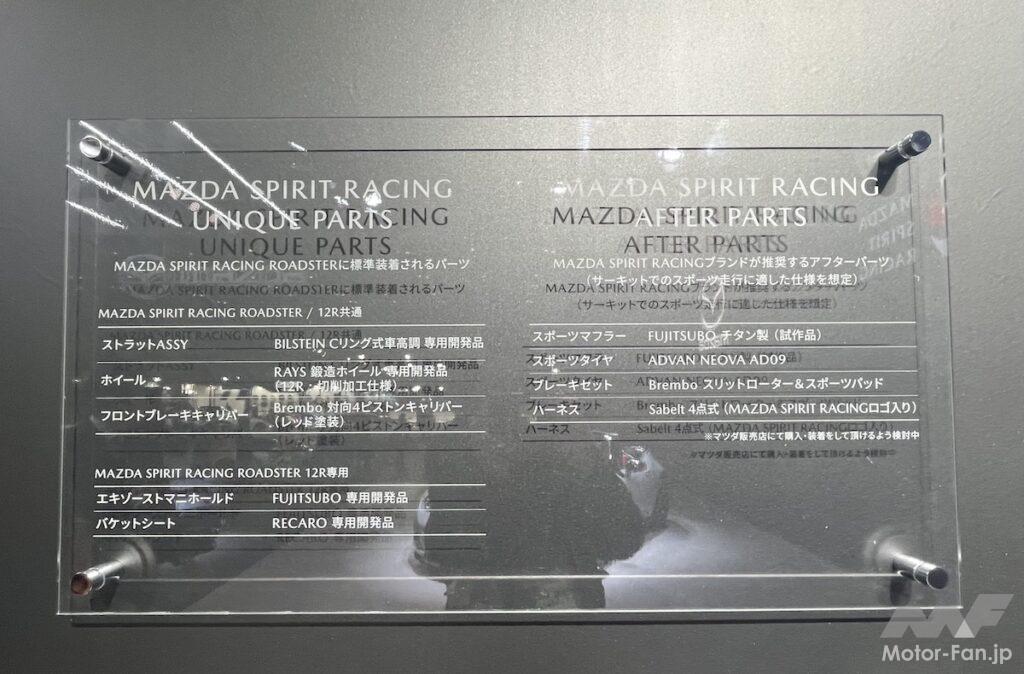 MAZDA SPIRIT RACING
UNIQUE PARTS
MAZDA SPIRIT RACING ROADSTERに標準装着されるパーツ
MAZDA SPIRIT RACING ROADSTER / 12R共通
ストラットASSY BILSTEIN Cリング式車高調 専用開発品
ホイール RAYS 鍛造ホイール 専用開発品
(12R:切削加工仕様)
フロントブレーキキャリパー Brembo 対向4ピストンキャリパー
(レッド塗装)
MAZDA SPIRIT RACING ROADSTER 12R専用
エキゾーストマニホールド FUJITSUBO 専用開発品
バケットシート RECARO 専用開発品
MAZDA SPIRIT RACING
AFTER PARTS
MAZDA SPIRIT RACINGブランドが推奨するアフターパーツ
(サーキットでのスポーツ走行に適した仕様を想定)
スポーツマフラー FUJITSUBO チタン製(試作品)
スポーツタイヤ ADVAN NEOVA AD09
ブレーキセット Brembo スリットローター&スポーツパッド
ハーネス Sabelt 4点式(MAZDA SPIRIT RACINGロゴ入り)
※マツダ販売店にて購入・装着をして頂けるよう検討中
MAZDA
SPIRIT
RACING
Motor-Fan.jp